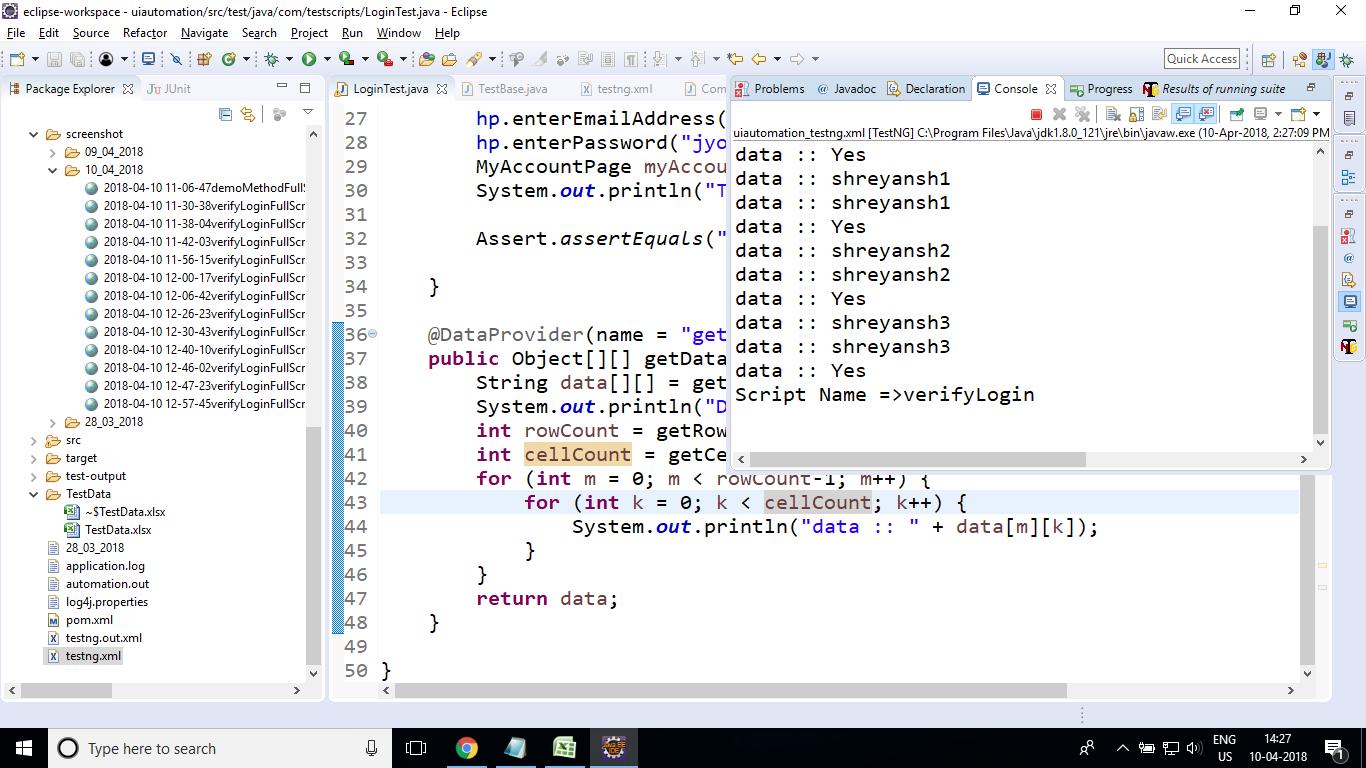 eclipse-workspace - uiautomation/src/test/java/com/testscripts/LoginTest.java - Eclipse
File Edit Source Refactor Navigate Search Project Run Window Help
Quick Access
Package Explorer JUnit
screenshot
09_04_2018
10_04_2018
2018-04-10 11-06-47demoMethodFullS
2018-04-10 11-30-38verifyLoginFullScr
2018-04-10 11-38-04verifyLoginFullScr
2018-04-10 11-42-03verifyLoginFullScr
2018-04-10 11-56-15verifyLoginFullScr
2018-04-10 12-00-17verifyLoginFullScr
2018-04-10 12-06-42verifyLoginFullScr
2018-04-10 12-26-23verifyLoginFullScr
2018-04-10 12-30-43verifyLoginFullScr
2018-04-10 12-40-10verifyLoginFullScr
2018-04-10 12-46-02verifyLoginFullScr
2018-04-10 12-47-23verifyLoginFullScr
2018-04-10 12-57-45verifyLoginFullScr
28_03_2018
src
target
test-output
TestData
~$TestData.xlsx
TestData.xlsx
28_03_2018
application.log
automation.out
log4j.properties
pom.xml
testng.out.xml
testng.xml
LoginTest.java TestBase.java testng.xml Com
27 hp.enterEmailAddress(
28 hp.enterPassword("jyo
29 MyAccountPage myAccou
30 System.out.println("T
31
32 Assert.assertEquals("
33
34 }
35
36 @DataProvider(name = "get
37 public Object[][] getData
38 String data[][] = get
39 System.out.println("D
40 int rowCount = getRow
41 int cellCount = getCe
42 for (int m = 0; m < rowCount-1; m++) {
43 for (int k = 0; k < cellCount; k++) {
44 System.out.println("data :: " + data[m][k]);
45 }
46 }
47 return data;
48 }
49
50 }
Problems @ Javadoc Declaration Console Progress Results of running suite
uiautomation_testng.xml [TestNG] C:\Program Files\Java\jdk1.8.0_121\jre\bin\javaw.exe (10-Apr-2018, 2:27:09 PM
data :: Yes
data :: shreyansh1
data :: shreyansh1
data :: Yes
data :: shreyansh2
data :: shreyansh2
data :: Yes
data :: shreyansh3
data :: shreyansh3
data :: Yes
Script Name =>verifyLogin
Type here to search
ENG
US
14:27
10-04-2018
1